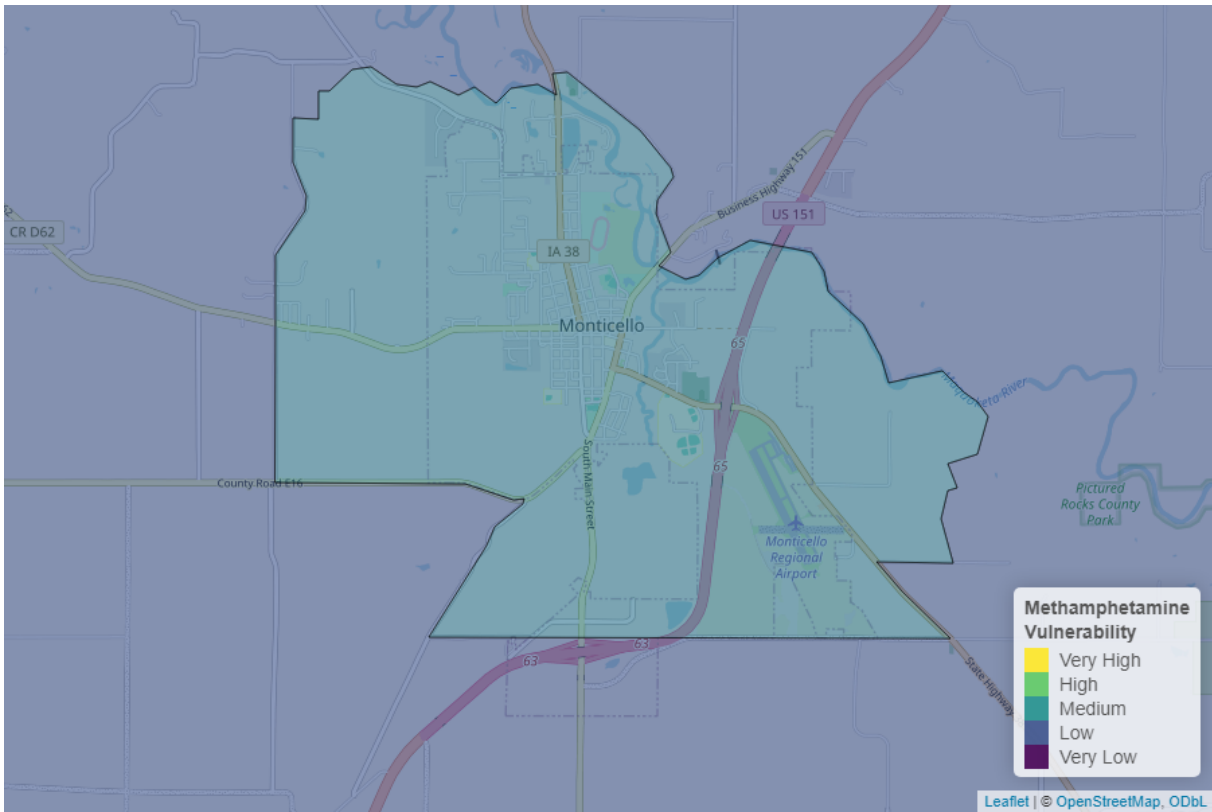 Business Highway 151
US 151
62
CR D62
IA 38
Monticello
65
Maquoketa River
65
County Road E16
South Main Street
Pictured
Rocks County
Park
Monticello
Regional
Airport
63
63
State Highway
Methamphetamine
Vulnerability
Very High
High
Medium
Low
Very Low
Leaflet | © OpenStreetMap, ODbL